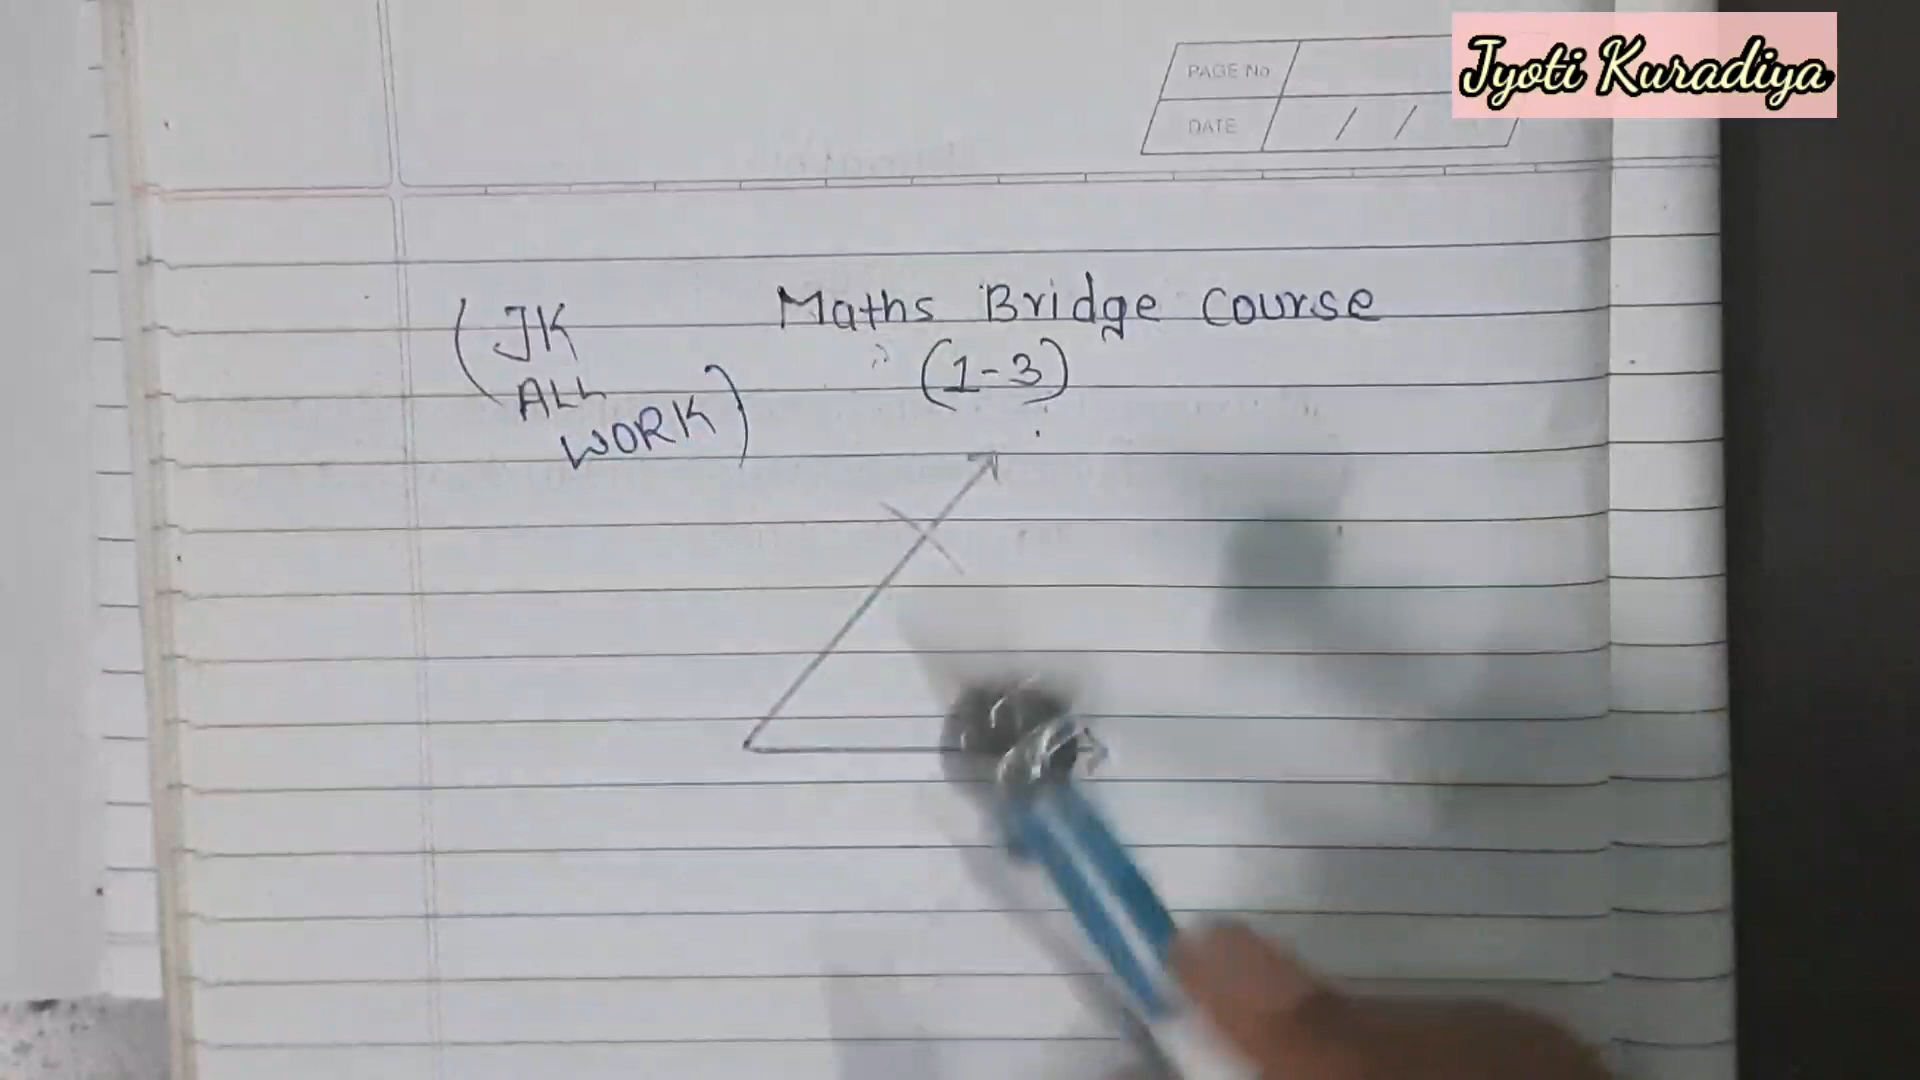 Jyoti Kuradiya
PAGE No
DATE / /
Maths Bridge Course
(1-3)
(JK
ALL
WORK)